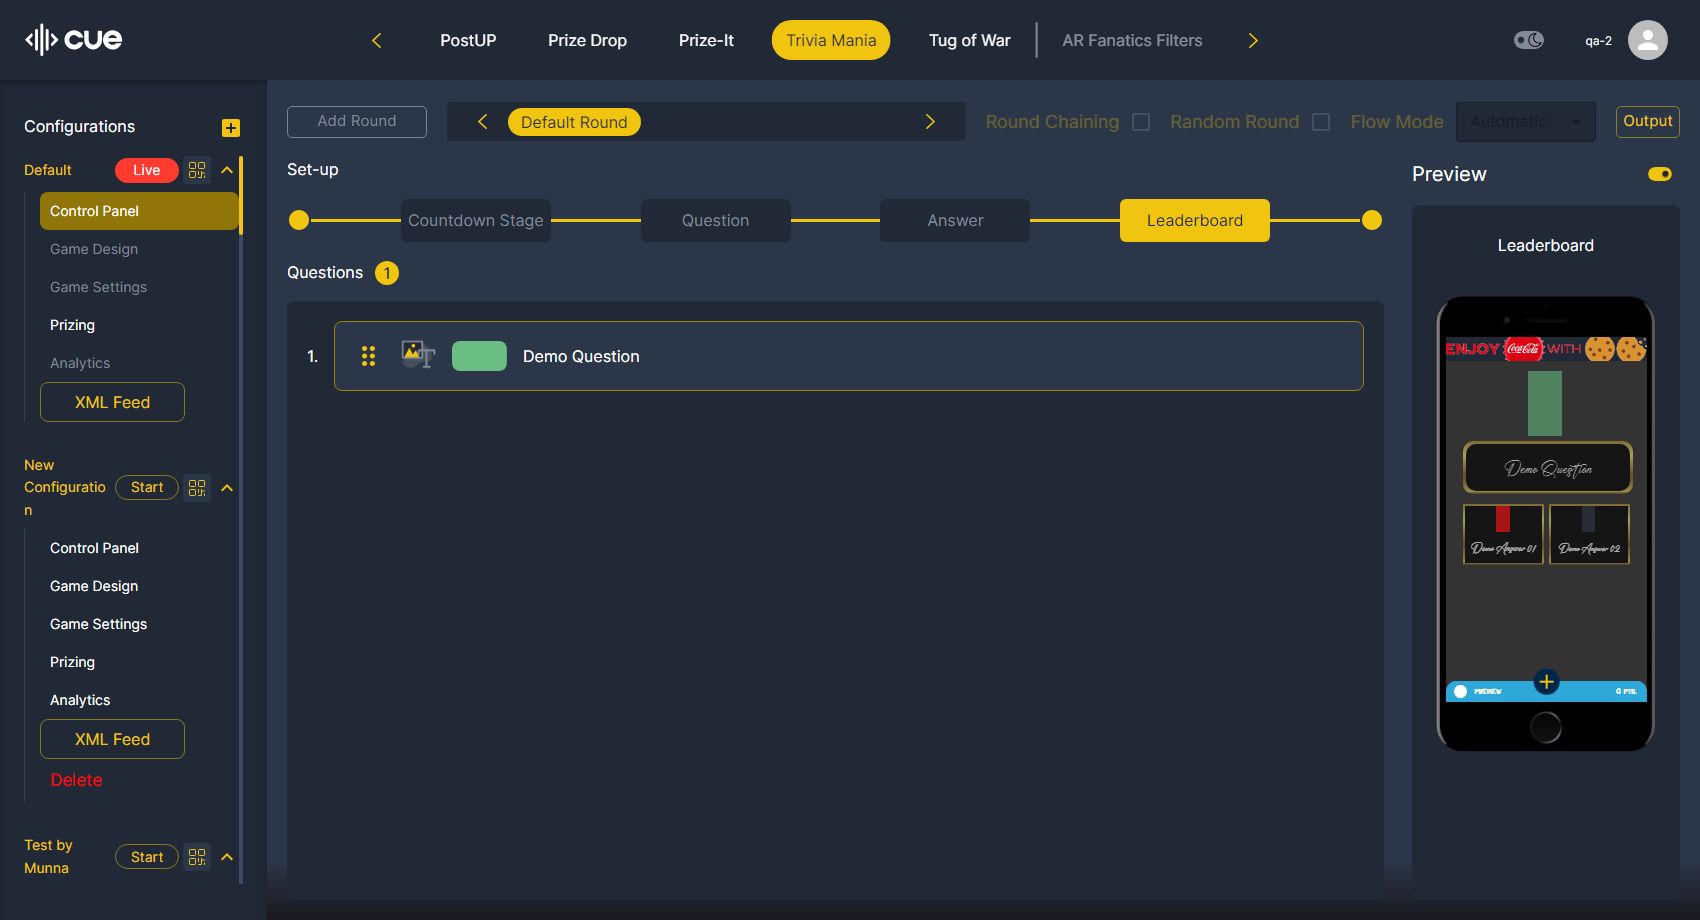 cue
PostUP
Prize Drop
Prize-It
Trivia Mania
Tug of War
AR Fanatics Filters
qa-2
Configurations
Default
Live
Control Panel
Game Design
Game Settings
Prizing
Analytics
XML Feed
New
Configuratio
n
Start
Control Panel
Game Design
Game Settings
Prizing
Analytics
XML Feed
Delete
Test by
Munna
Start
Add Round
Default Round
Round Chaining
Random Round
Flow Mode
Automatic
Output
Set-up
Countdown Stage
Question
Answer
Leaderboard
Questions
1
1.
Demo Question
Preview
Leaderboard
ENJOY Coca-Cola WITH
Demo Question
Demo Answer 01
Demo Answer 02
PREVIEW
0 PTS.